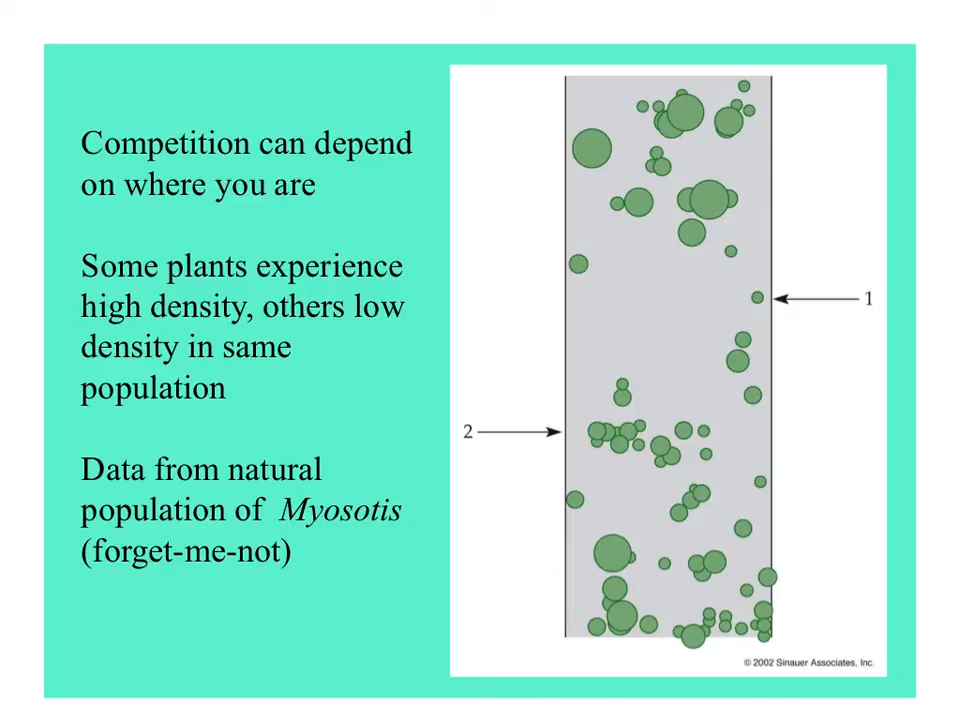 Competition can depend
on where you are
Some plants experience
high density, others low
density in same
population
Data from natural
population of Myosotis
(forget-me-not)
1
2
© 2002 Sinauer Associates, Inc.